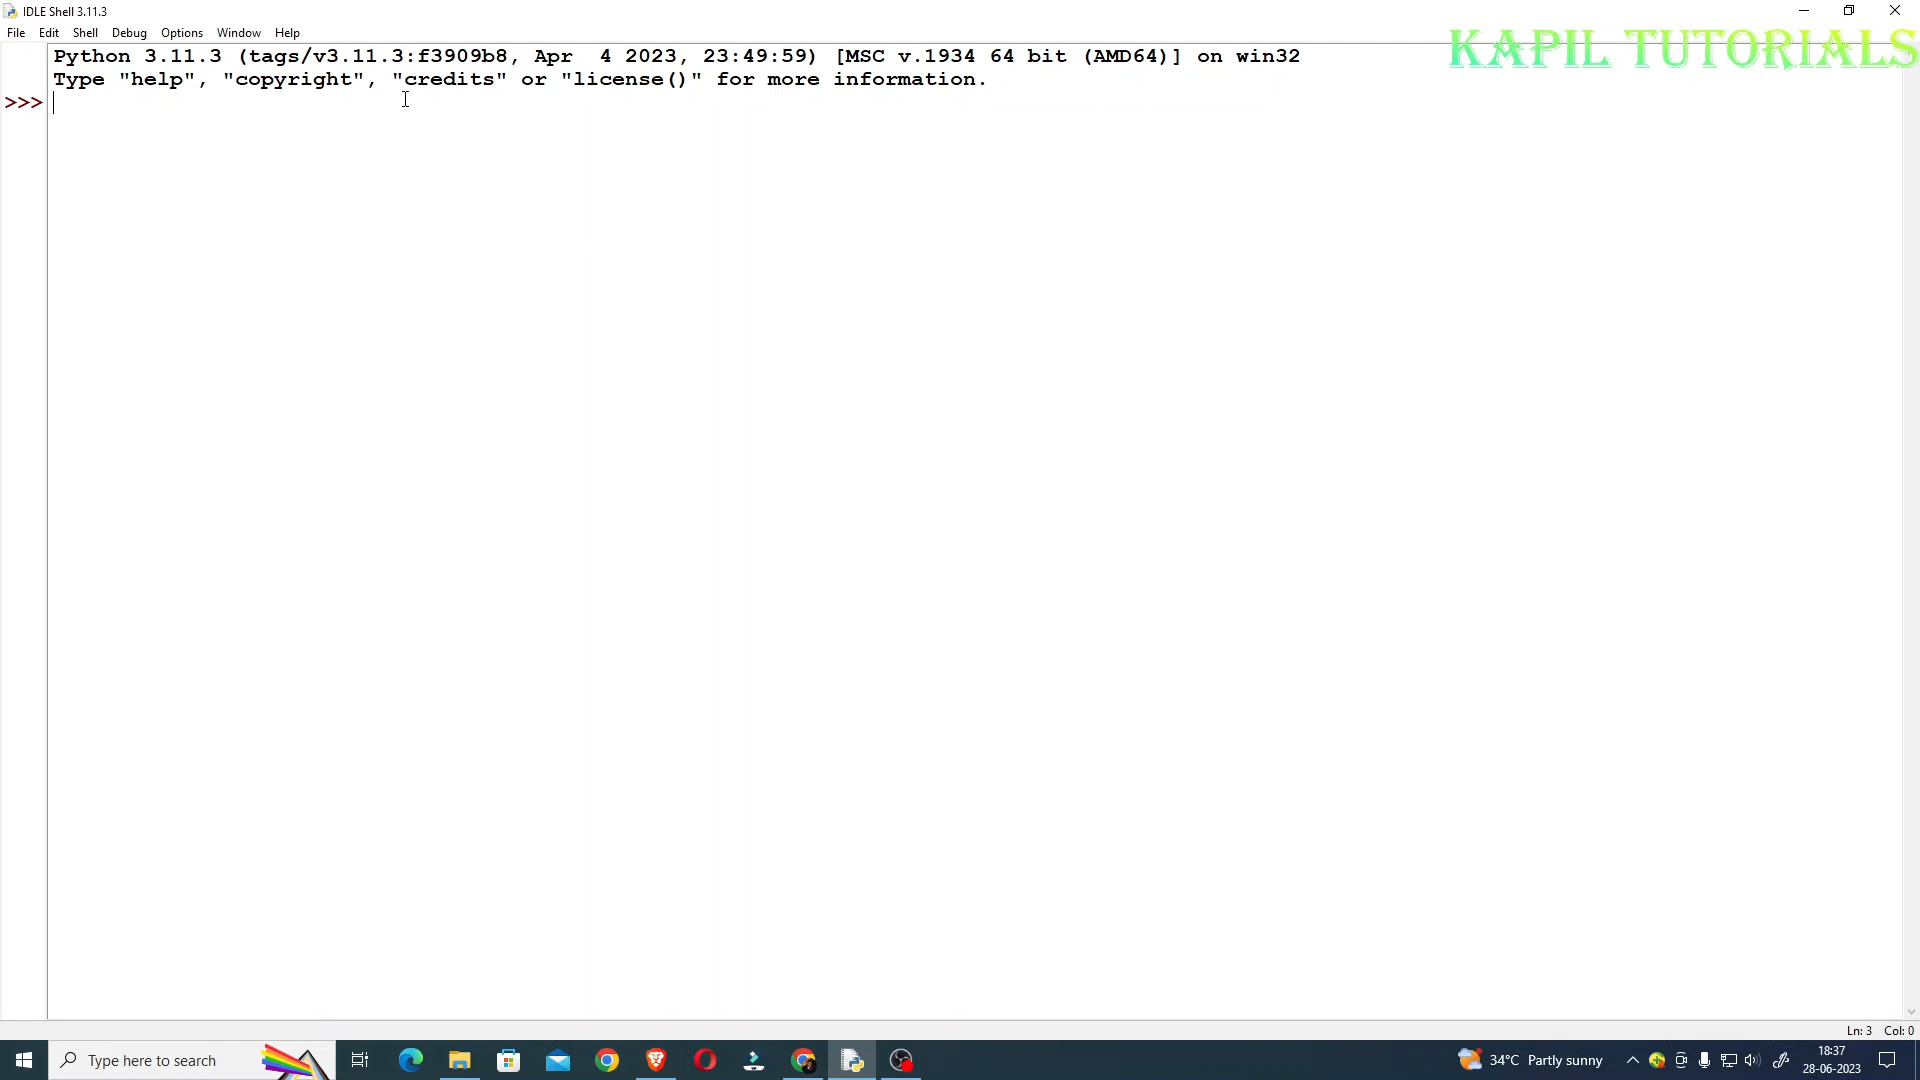 IDLE Shell 3.11.3
File Edit Shell Debug Options Window Help
KAPIL TUTORIALS
Python 3.11.3 (tags/v3.11.3:f3909b8, Apr  4 2023, 23:49:59) [MSC v.1934 64 bit (AMD64)] on win32
Type "help", "copyright", "credits" or "license()" for more information.
>>>
Ln: 3 Col: 0
Type here to search
34°C Partly sunny
18:37
28-06-2023